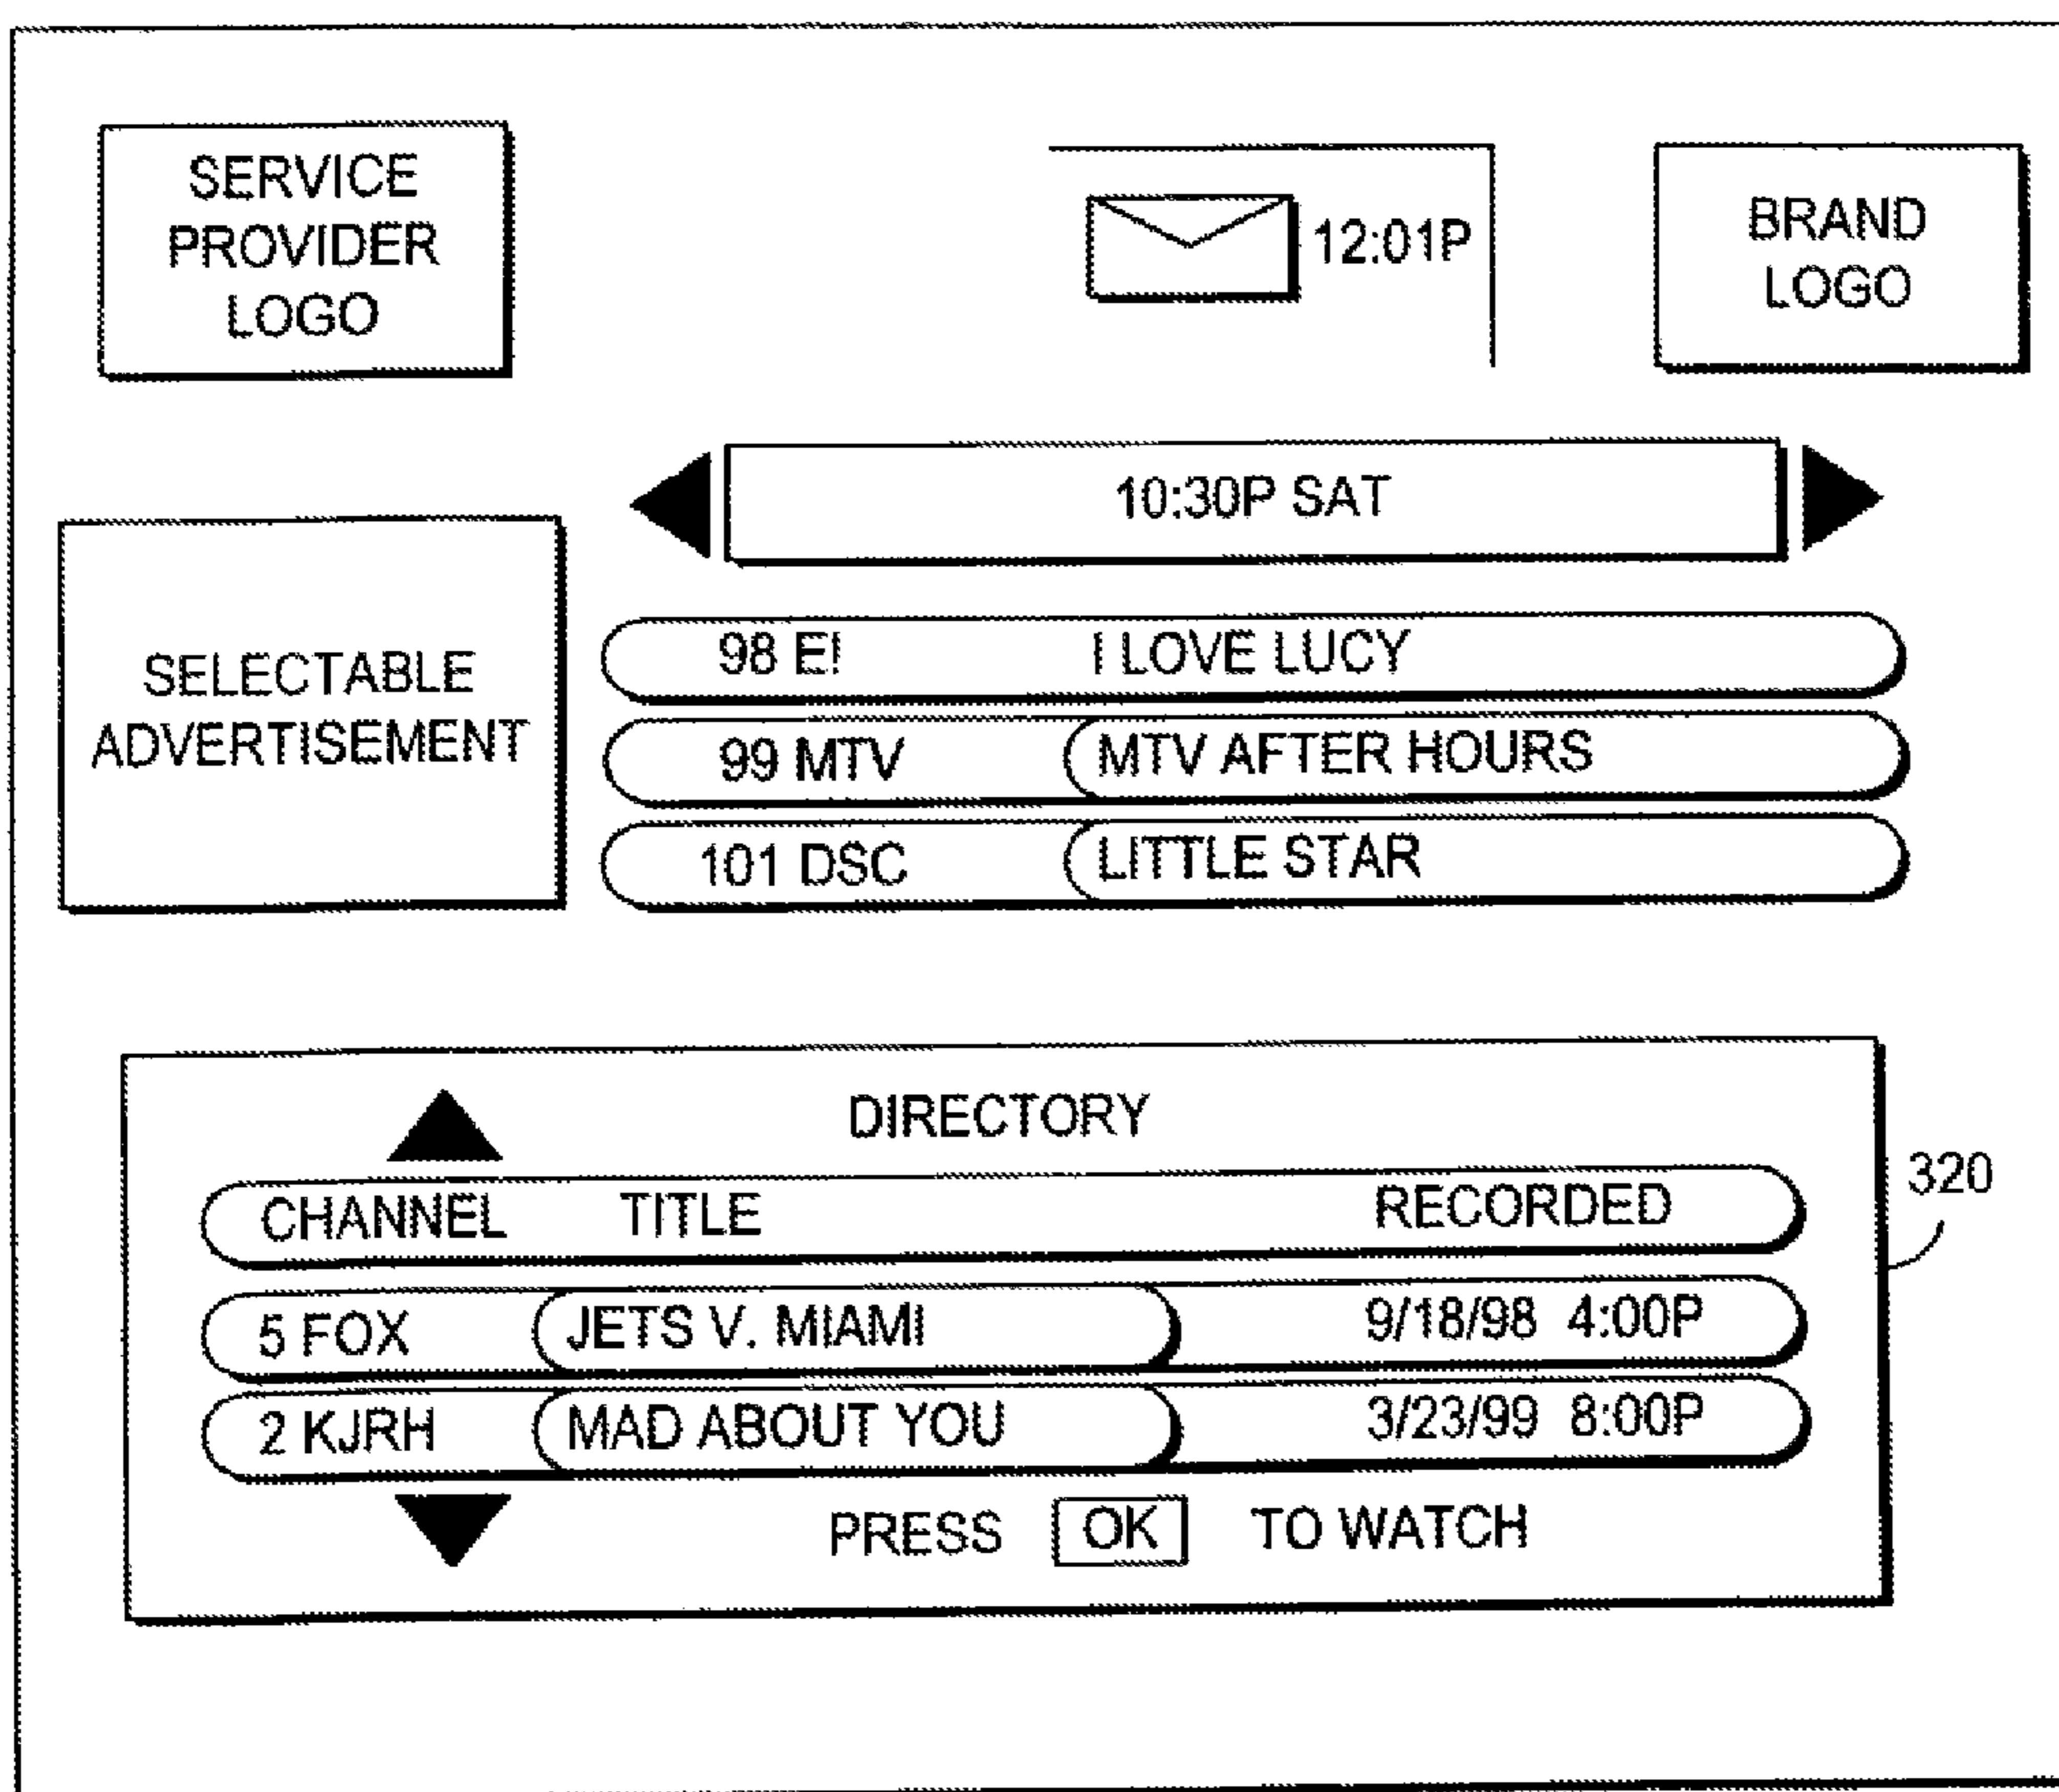 SERVICE
PROVIDER
LOGO
12:01P
BRAND
LOGO
10:30P SAT
SELECTABLE
ADVERTISEMENT
98 E! I LOVE LUCY
99 MTV MTV AFTER HOURS
101 DSC LITTLE STAR
DIRECTORY
CHANNEL TITLE RECORDED
5 FOX JETS V. MIAMI 9/18/98 4:00P
2 KJRH MAD ABOUT YOU 3/23/99 8:00P
PRESS OK TO WATCH
320